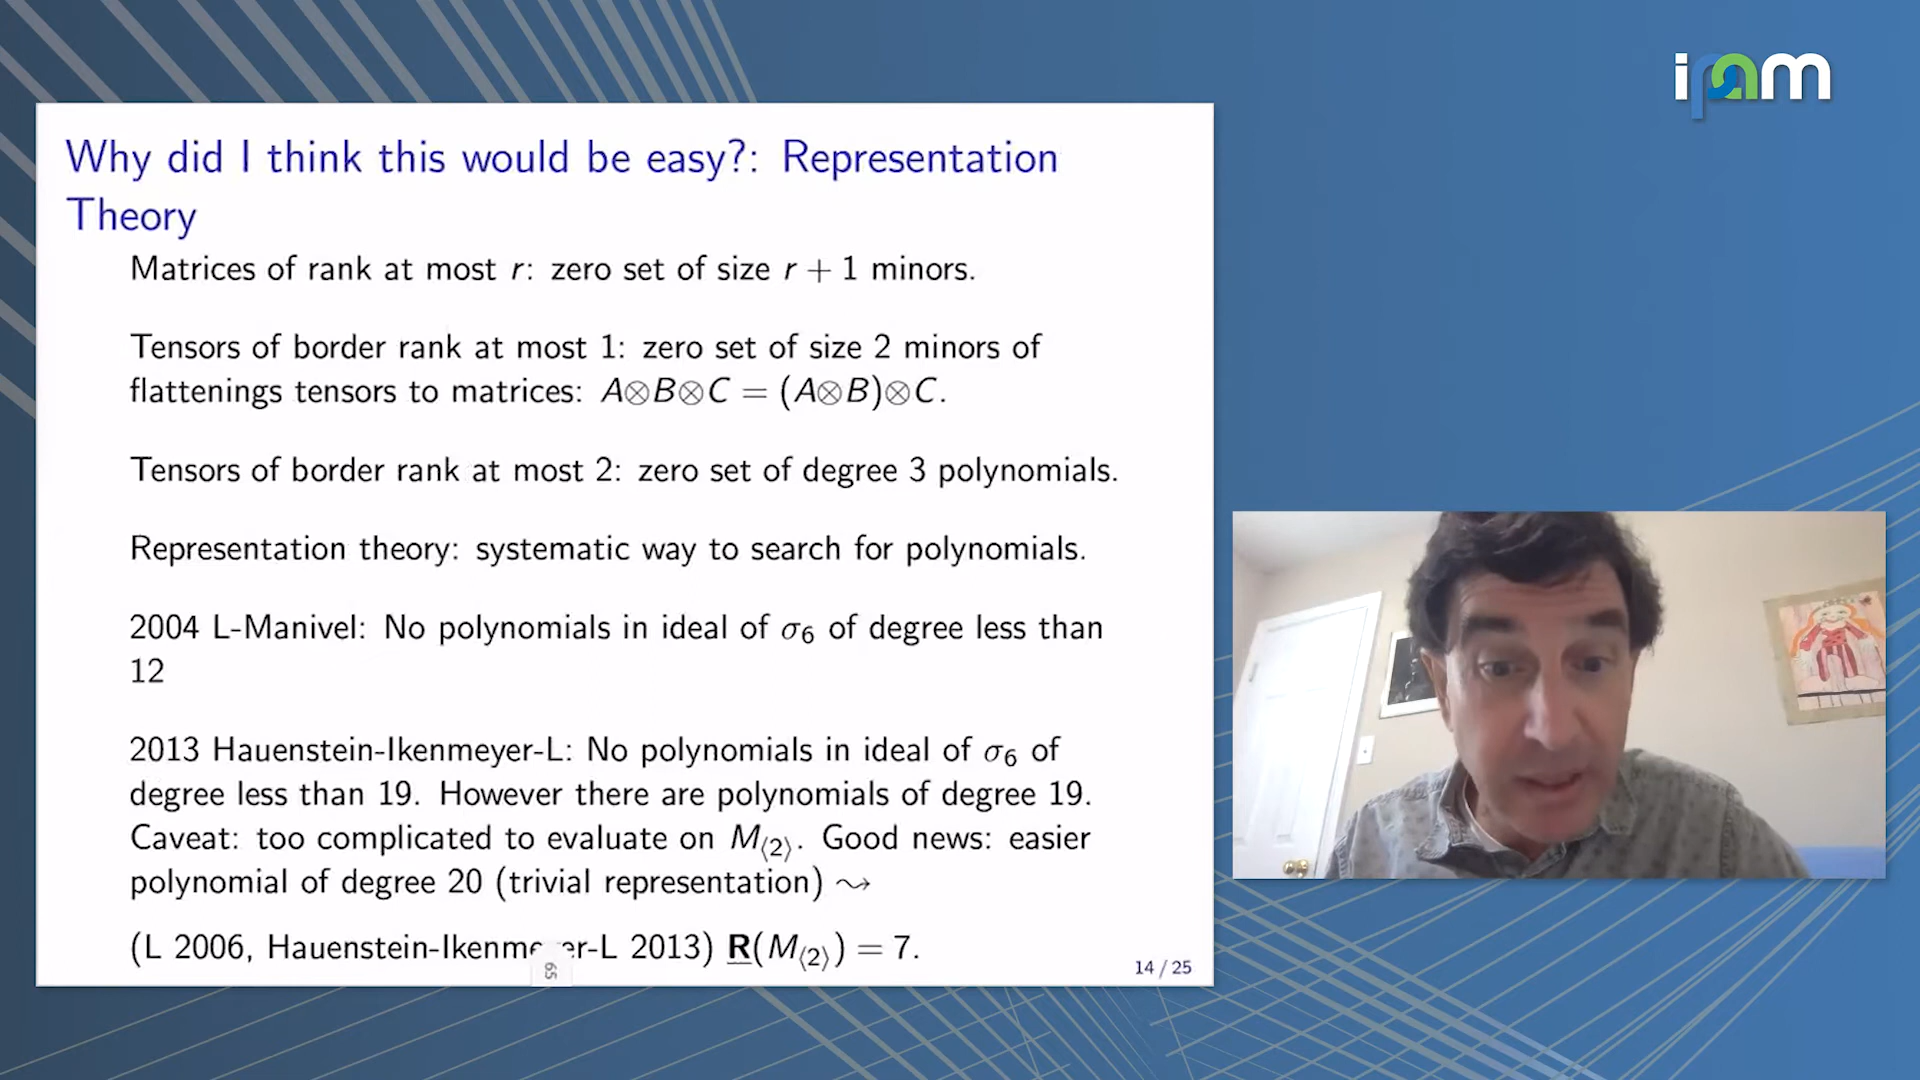 ipam
Why did I think this would be easy?: Representation
Theory
Matrices of rank at most r: zero set of size r + 1 minors.
Tensors of border rank at most 1: zero set of size 2 minors of
flattenings tensors to matrices: A⊗B⊗C = (A⊗B)⊗C.
Tensors of border rank at most 2: zero set of degree 3 polynomials.
Representation theory: systematic way to search for polynomials.
2004 L-Manivel: No polynomials in ideal of σ₆ of degree less than
12
2013 Hauenstein-Ikenmeyer-L: No polynomials in ideal of σ₆ of
degree less than 19. However there are polynomials of degree 19.
Caveat: too complicated to evaluate on M⟨2⟩. Good news: easier
polynomial of degree 20 (trivial representation) ⇝
(L 2006, Hauenstein-Ikenmeyer-L 2013) R(M⟨2⟩) = 7.
65
14 / 25